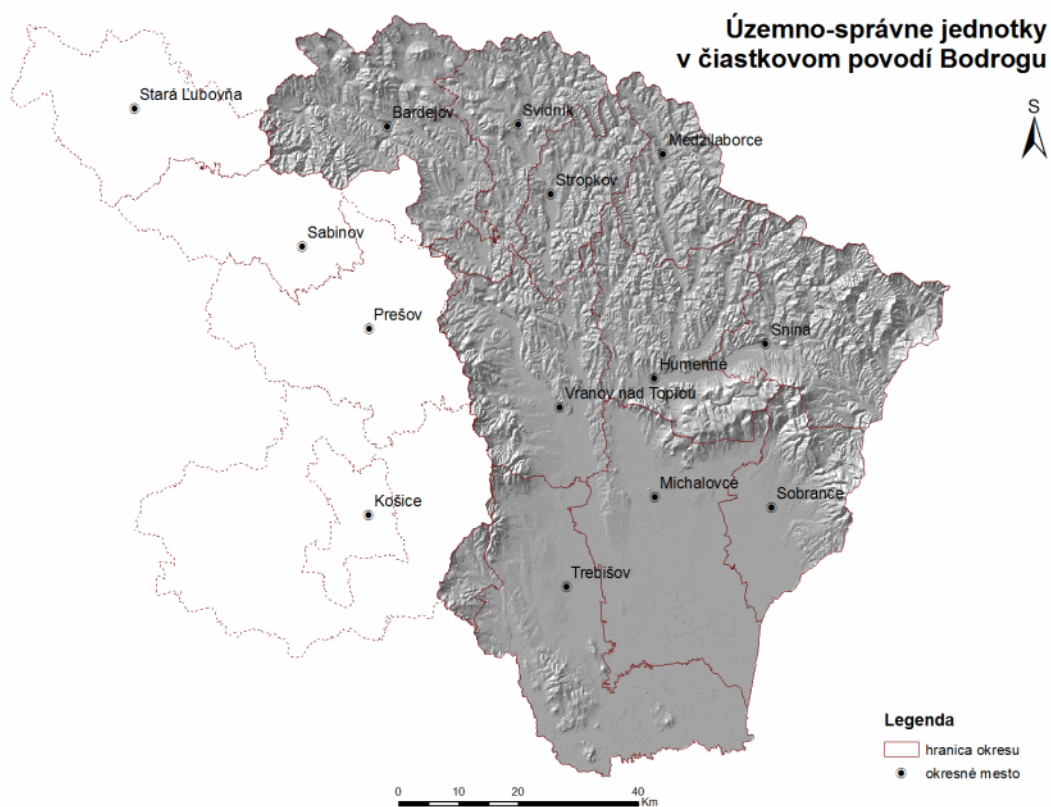 Územno-správne jednotky
v čiastkovom povodí Bodrogu
S
Stará Ľubovňa
Bardejov
Svidník
Medzilaborce
Stropkov
Sabinov
Prešov
Snina
Humenné
Vranov nad Topľou
Michalovce
Sobrance
Košice
Trebišov
Legenda
hranica okresu
okresné mesto
0 10 20 40
Km